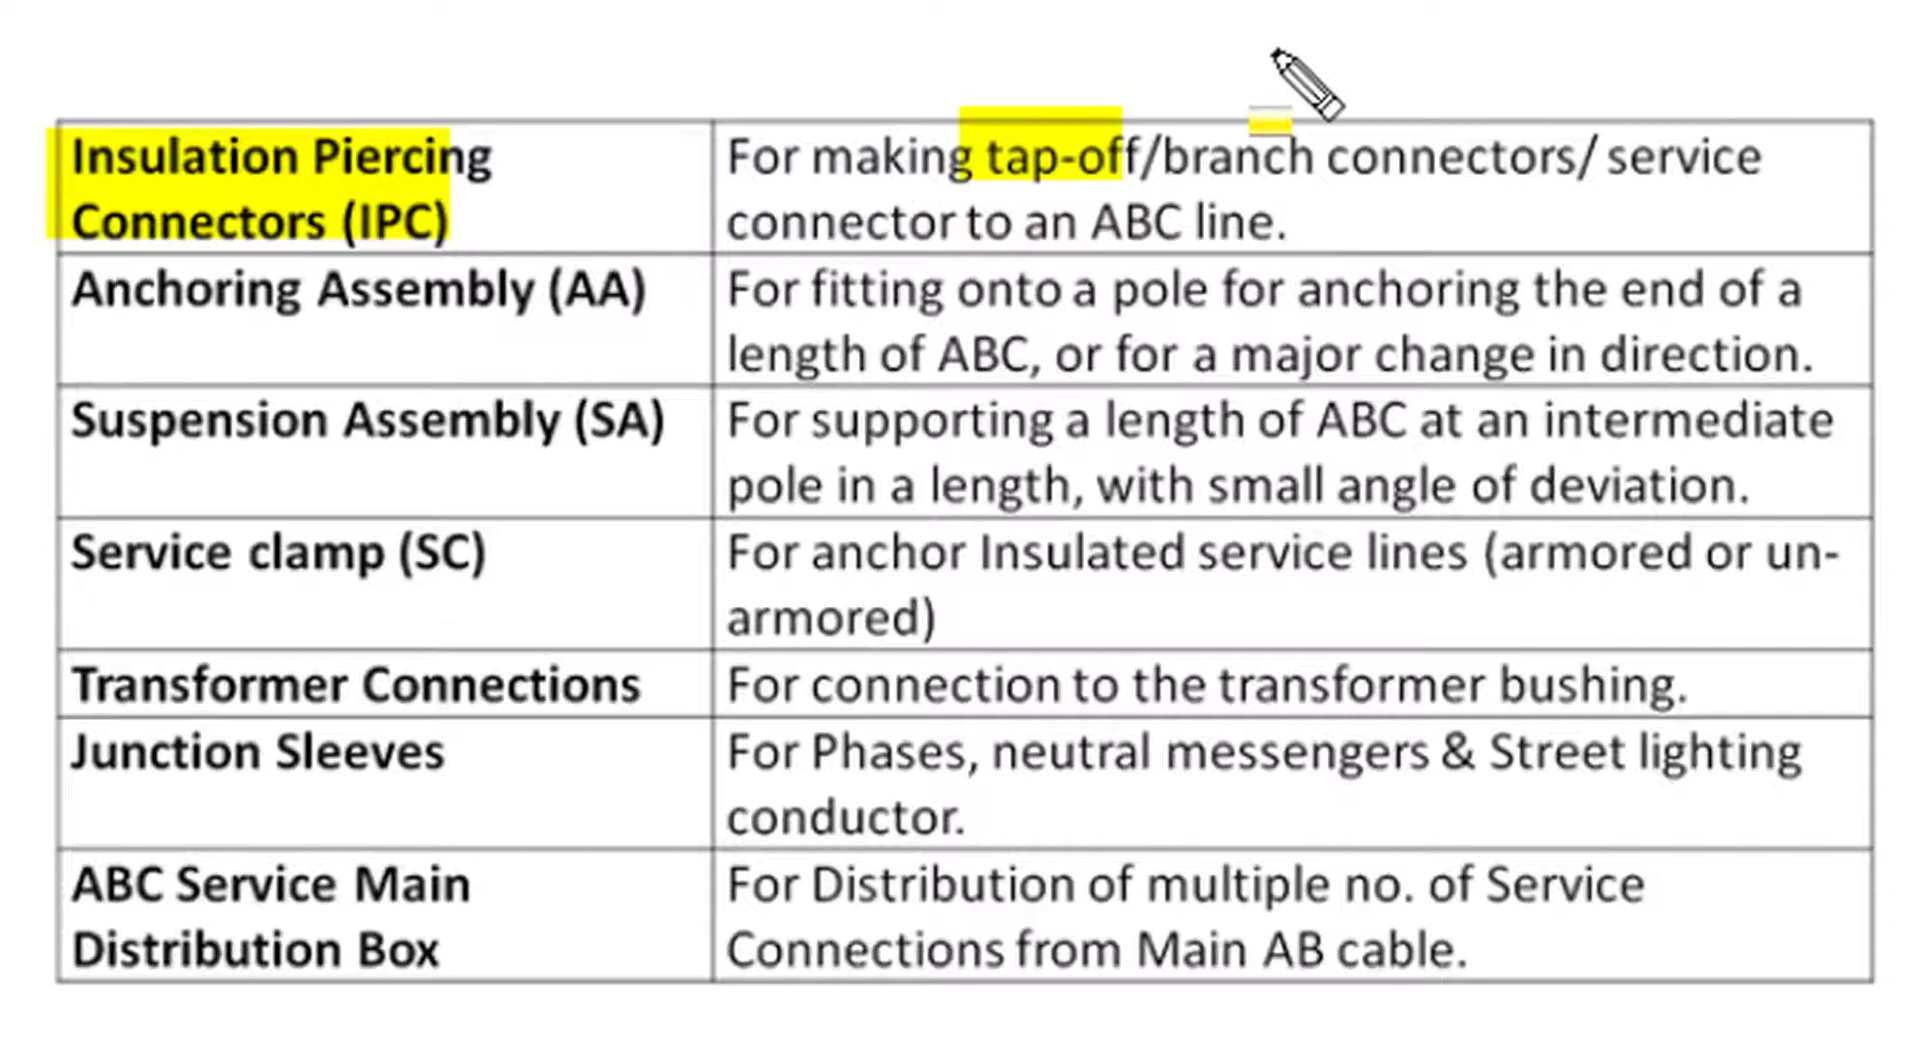 Insulation Piercing
Connectors (IPC)
For making tap-off/branch connectors/ service
connector to an ABC line.
Anchoring Assembly (AA)
For fitting onto a pole for anchoring the end of a
length of ABC, or for a major change in direction.
Suspension Assembly (SA)
For supporting a length of ABC at an intermediate
pole in a length, with small angle of deviation.
Service clamp (SC)
For anchor Insulated service lines (armored or un-
armored)
Transformer Connections
For connection to the transformer bushing.
Junction Sleeves
For Phases, neutral messengers & Street lighting
conductor.
ABC Service Main
Distribution Box
For Distribution of multiple no. of Service
Connections from Main AB cable.